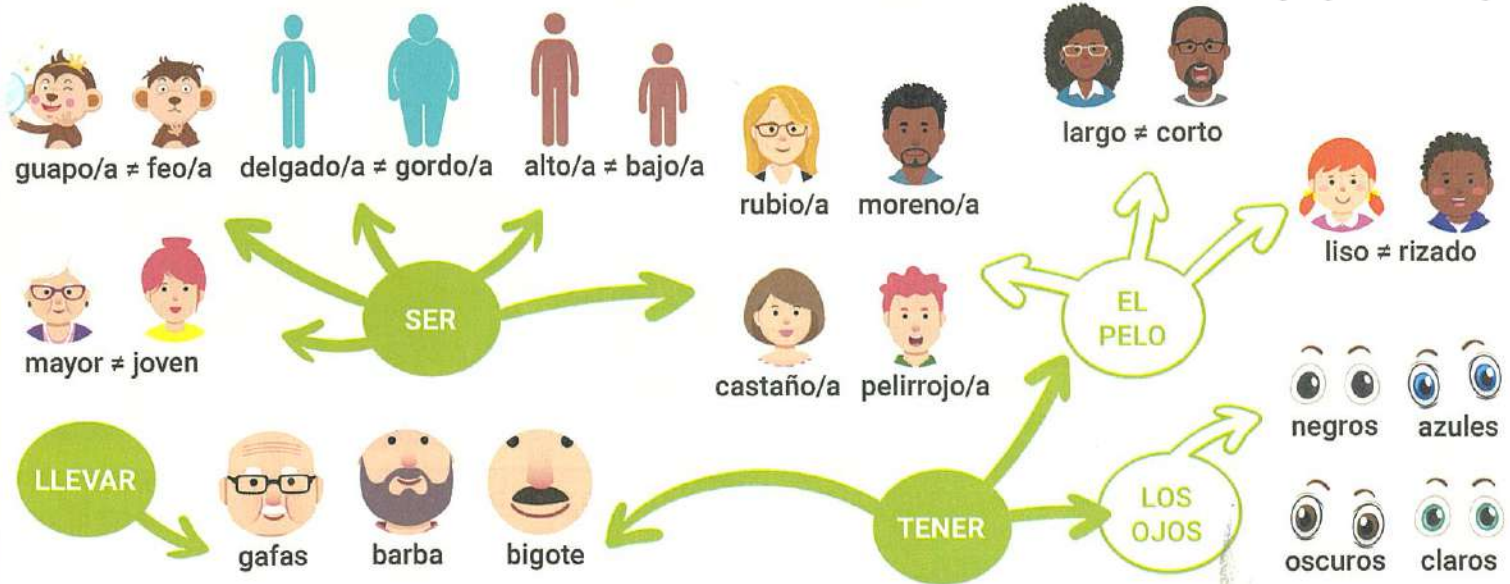 guapo/a ≠ feo/a
delgado/a ≠ gordo/a
alto/a ≠ bajo/a
rubio/a
moreno/a
largo ≠ corto
liso ≠ rizado
mayor ≠ joven
SER
castaño/a
pelirrojo/a
EL
PELO
negros
azules
LLEVAR
gafas
barba
bigote
TENER
LOS
OJOS
oscuros
claros